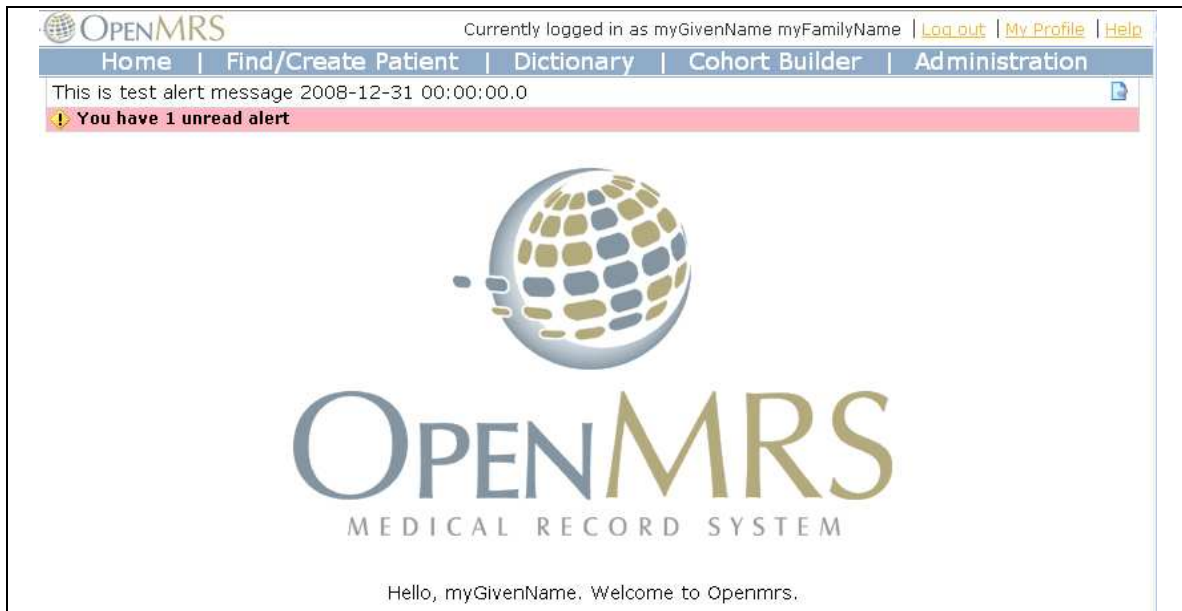 OPENMRS Currently logged in as myGivenName myFamilyName | Log out | My Profile | Help
Home | Find/Create Patient | Dictionary | Cohort Builder | Administration
This is test alert message 2008-12-31 00:00:00.0
! You have 1 unread alert
OPENMRS
MEDICAL RECORD SYSTEM
Hello, myGivenName. Welcome to Openmrs.